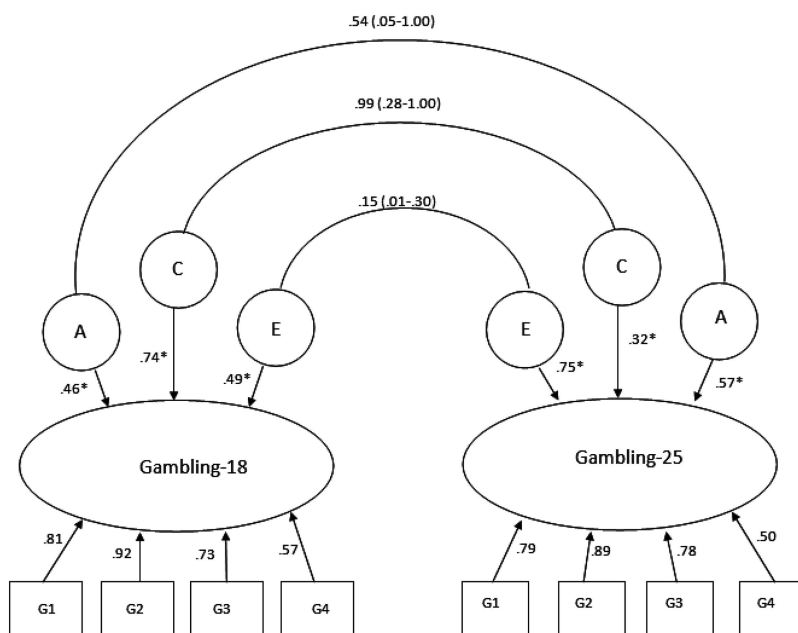 .54 (.05-1.00)
.99 (.28-1.00)
.15 (.01-.30)
C
C
A
E
E
A
.46*
.74*
.49*
.75*
.32*
.57*
Gambling-18
Gambling-25
.81
.92
.73
.57
.79
.89
.78
.50
G1
G2
G3
G4
G1
G2
G3
G4